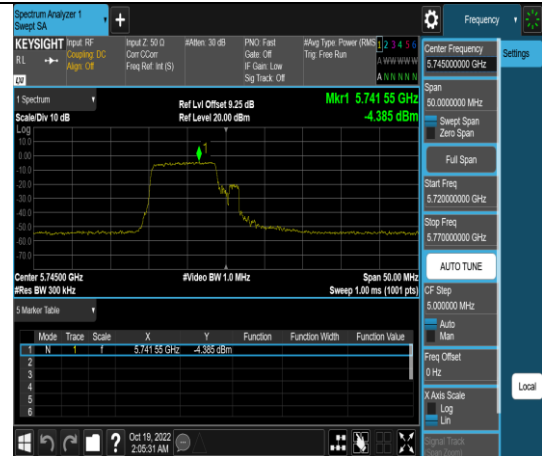 Spectrum Analyzer 1
Swept SA
+
Frequency
KEYSIGHT
RL
LXI
Input: RF
Coupling: DC
Align: Off
Input Z: 50 Ω
Corr CCorr
Freq Ref: Int (S)
#Atten: 30 dB
PNO: Fast
Gate: Off
IF Gain: Low
Sig Track: Off
#Avg Type: Power (RMS
Trig: Free Run
1 2 3 4 5 6
A W W W W W
A N N N N N
1 Spectrum
Scale/Div 10 dB
Ref Lvl Offset 9.25 dB
Ref Level 20.00 dBm
Mkr1 5.741 55 GHz
-4.385 dBm
Log
10.0
0.00
-10.0
-20.0
-30.0
-40.0
-50.0
-60.0
-70.0
1
Center 5.74500 GHz
#Res BW 300 kHz
#Video BW 1.0 MHz
Span 50.00 MHz
Sweep 1.00 ms (1001 pts)
5 Marker Table
Mode Trace Scale X Y Function Function Width Function Value
1 N 1 f 5.741 55 GHz -4.385 dBm
2
3
4
5
6
Center Frequency
5.745000000 GHz
Settings
Span
50.0000000 MHz
Swept Span
Zero Span
Full Span
Start Freq
5.720000000 GHz
Stop Freq
5.770000000 GHz
AUTO TUNE
CF Step
5.000000 MHz
Auto
Man
Freq Offset
0 Hz
X Axis Scale
Log
Lin
Local
Signal Track
(Span Zoom)
?
Oct 19, 2022
2:05:31 AM